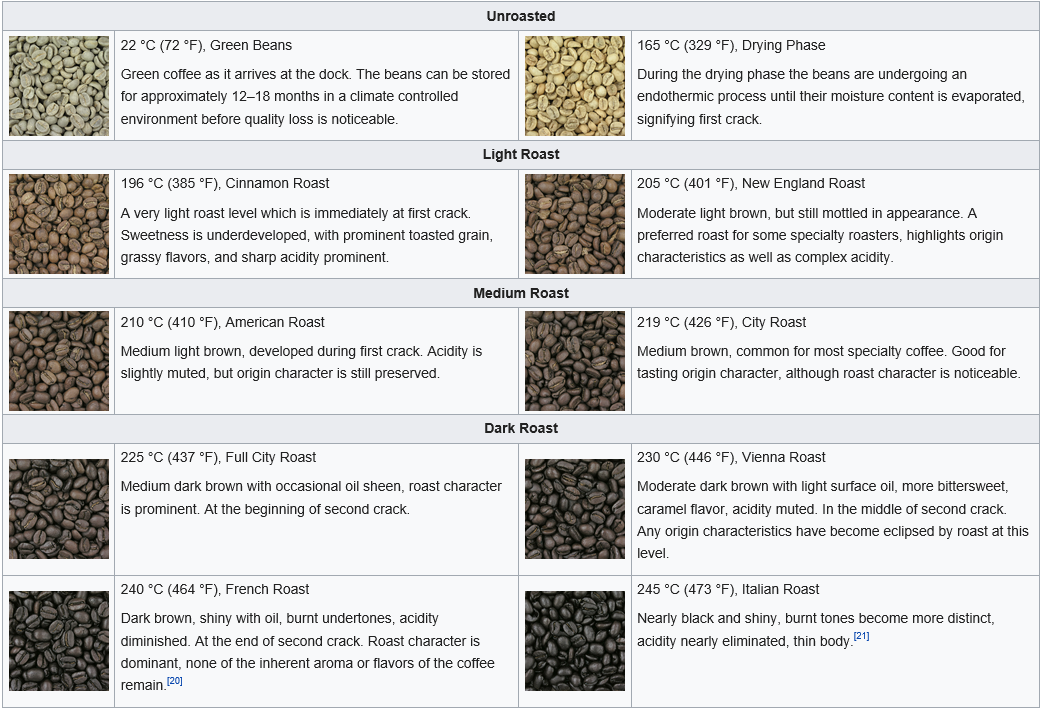 Unroasted
22 °C (72 °F), Green Beans
Green coffee as it arrives at the dock. The beans can be stored
for approximately 12–18 months in a climate controlled
environment before quality loss is noticeable.
165 °C (329 °F), Drying Phase
During the drying phase the beans are undergoing an
endothermic process until their moisture content is evaporated,
signifying first crack.
Light Roast
196 °C (385 °F), Cinnamon Roast
A very light roast level which is immediately at first crack.
Sweetness is underdeveloped, with prominent toasted grain,
grassy flavors, and sharp acidity prominent.
205 °C (401 °F), New England Roast
Moderate light brown, but still mottled in appearance. A
preferred roast for some specialty roasters, highlights origin
characteristics as well as complex acidity.
Medium Roast
210 °C (410 °F), American Roast
Medium light brown, developed during first crack. Acidity is
slightly muted, but origin character is still preserved.
219 °C (426 °F), City Roast
Medium brown, common for most specialty coffee. Good for
tasting origin character, although roast character is noticeable.
Dark Roast
225 °C (437 °F), Full City Roast
Medium dark brown with occasional oil sheen, roast character
is prominent. At the beginning of second crack.
230 °C (446 °F), Vienna Roast
Moderate dark brown with light surface oil, more bittersweet,
caramel flavor, acidity muted. In the middle of second crack.
Any origin characteristics have become eclipsed by roast at this
level.
240 °C (464 °F), French Roast
Dark brown, shiny with oil, burnt undertones, acidity
diminished. At the end of second crack. Roast character is
dominant, none of the inherent aroma or flavors of the coffee
remain.[20]
245 °C (473 °F), Italian Roast
Nearly black and shiny, burnt tones become more distinct,
acidity nearly eliminated, thin body.[21]